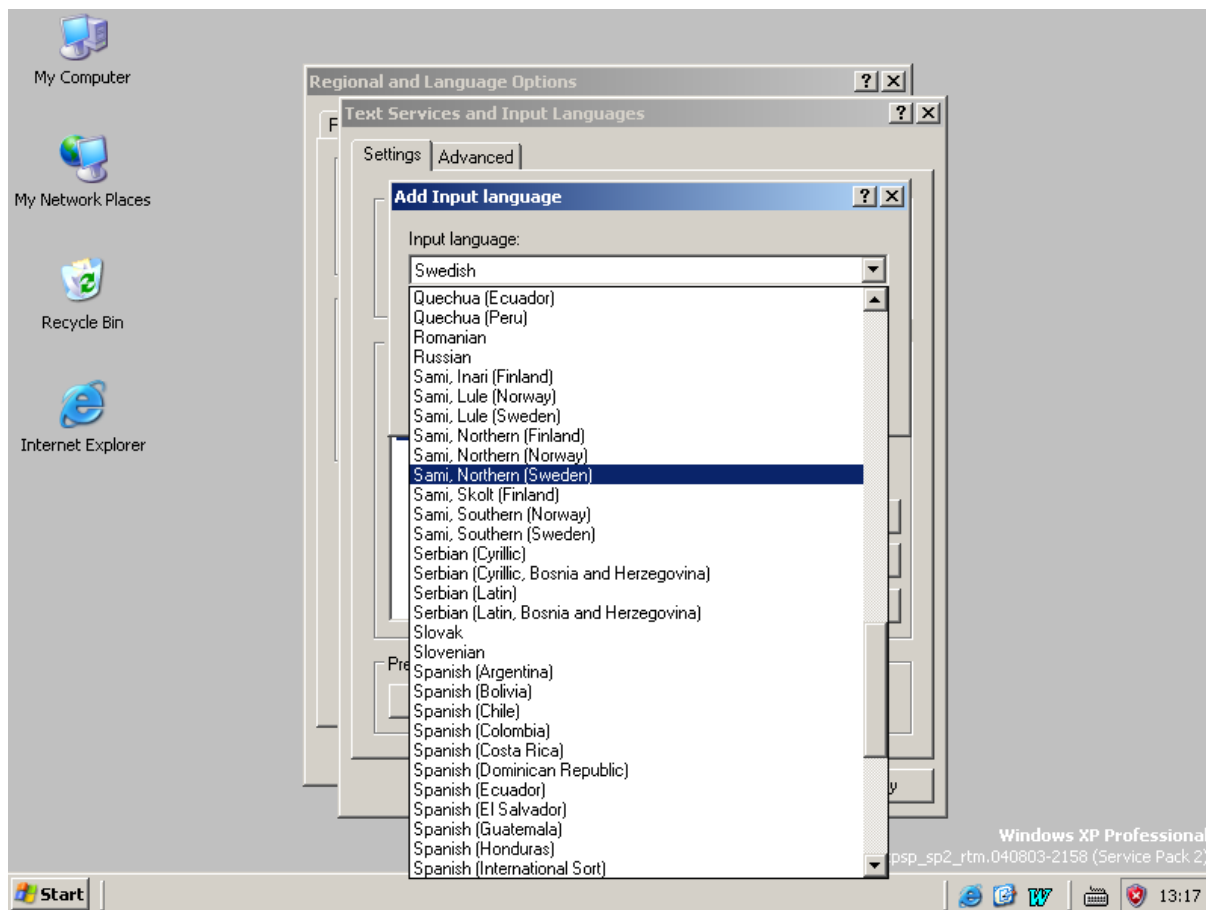 My Computer
My Network Places
Recycle Bin
Internet Explorer
Regional and Language Options
Text Services and Input Languages
Settings
Advanced
Add Input language
Input language:
Swedish
Quechua (Ecuador)
Quechua (Peru)
Romanian
Russian
Sami, Inari (Finland)
Sami, Lule (Norway)
Sami, Lule (Sweden)
Sami, Northern (Finland)
Sami, Northern (Norway)
Sami, Northern (Sweden)
Sami, Skolt (Finland)
Sami, Southern (Norway)
Sami, Southern (Sweden)
Serbian (Cyrillic)
Serbian (Cyrillic, Bosnia and Herzegovina)
Serbian (Latin)
Serbian (Latin, Bosnia and Herzegovina)
Slovak
Slovenian
Spanish (Argentina)
Spanish (Bolivia)
Spanish (Chile)
Spanish (Colombia)
Spanish (Costa Rica)
Spanish (Dominican Republic)
Spanish (Ecuador)
Spanish (El Salvador)
Spanish (Guatemala)
Spanish (Honduras)
Spanish (International Sort)
Windows XP Professional
psp_sp2_rtm.040803-2158 (Service Pack 2)
Start
13:17